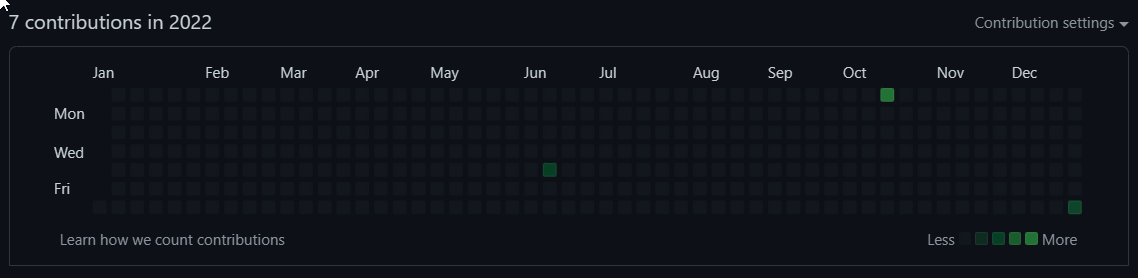 7 contributions in 2022
Contribution settings
Jan Feb Mar Apr May Jun Jul Aug Sep Oct Nov Dec
Mon
Wed
Fri
Learn how we count contributions
Less More